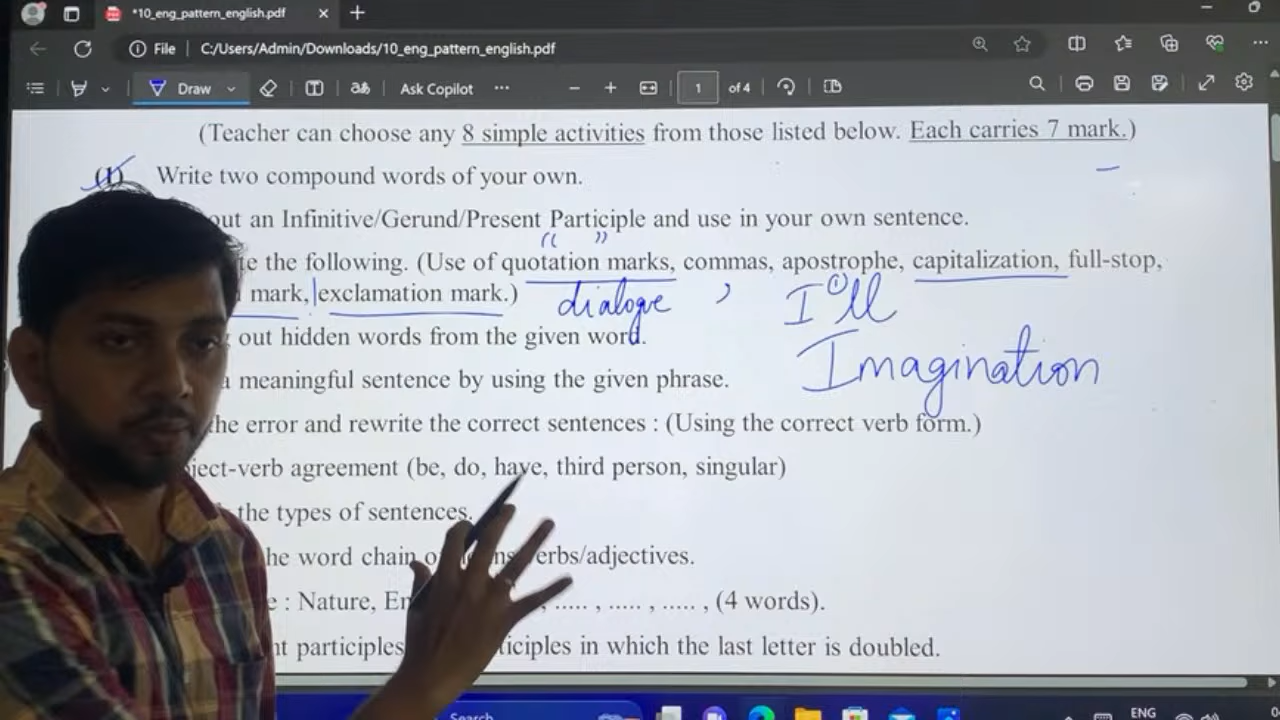 *10_eng_pattern_english.pdf
File C:/Users/Admin/Downloads/10_eng_pattern_english.pdf
Draw aあ Ask Copilot 1 of 4
(Teacher can choose any 8 simple activities from those listed below. Each carries 7 mark.)
(1) Write two compound words of your own.
out an Infinitive/Gerund/Present Participle and use in your own sentence.
“ ”
the following. (Use of quotation marks, commas, apostrophe, capitalization, full-stop,
mark, exclamation mark.) dialogue , I'll
out hidden words from the given word.
Imagination
a meaningful sentence by using the given phrase.
the error and rewrite the correct sentences : (Using the correct verb form.)
ject-verb agreement (be, do, have, third person, singular)
the types of sentences.
he word chain erbs/adjectives.
e : Nature, ..... , ..... , ..... , (4 words).
nt participles iciples in which the last letter is doubled.
Search
ENG